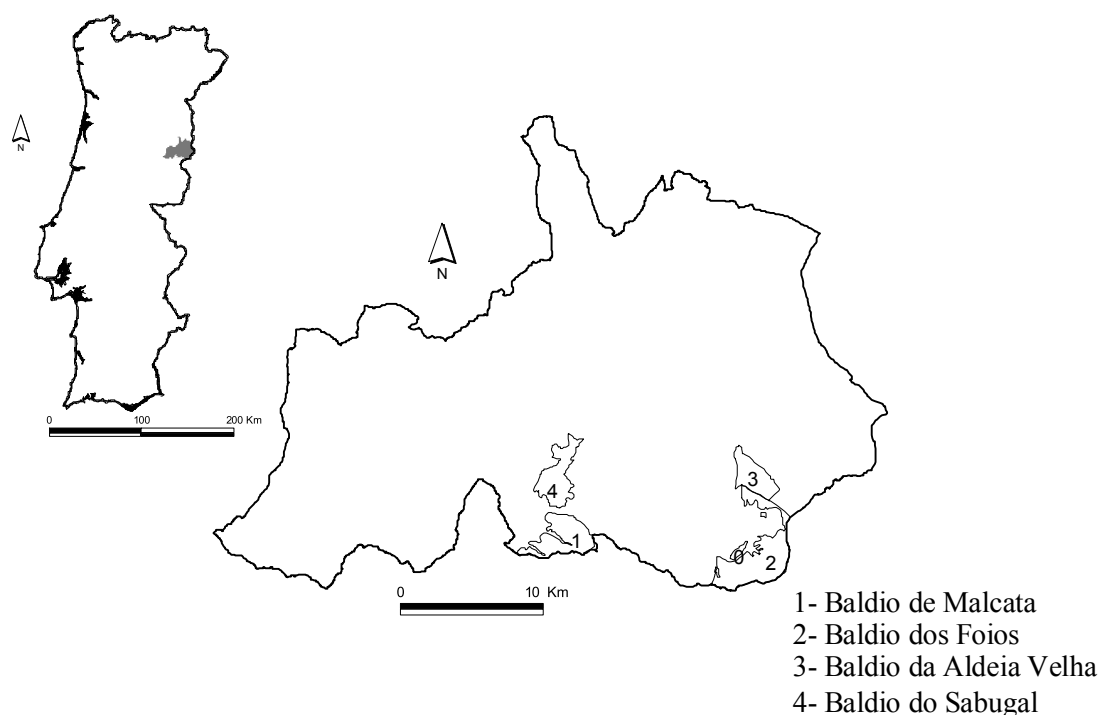 N
0 100 200 Km
N
4
3
1
0
2
0 10 Km
1- Baldio de Malcata
2- Baldio dos Foios
3- Baldio da Aldeia Velha
4- Baldio do Sabugal